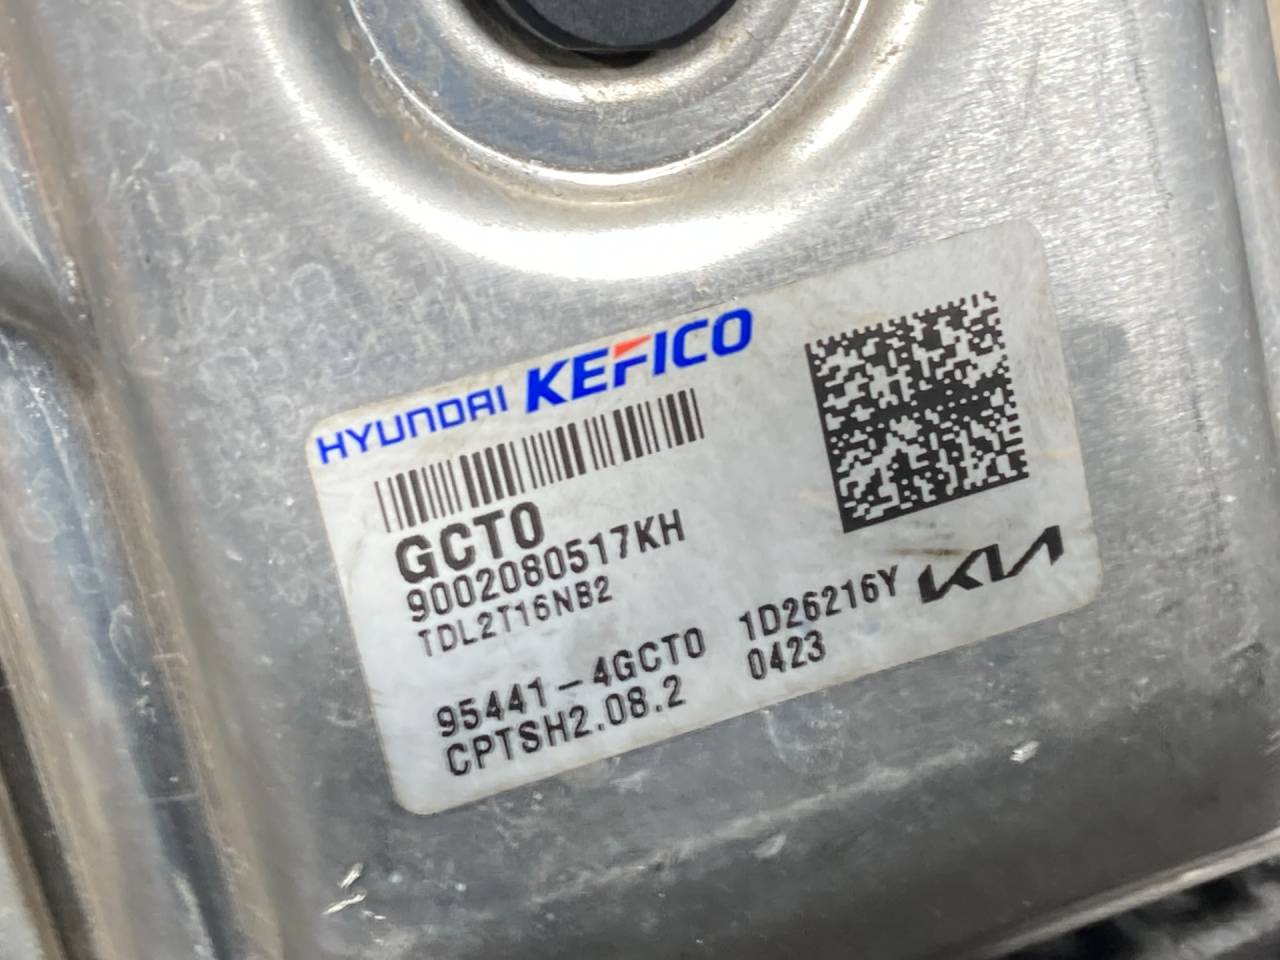 HYUNDAI KEFICO
GCT0
9002080517KH
TDL2T16NB2
95441-4GCT0 1D26216Y KIA
CPTSH2.08.2 0423